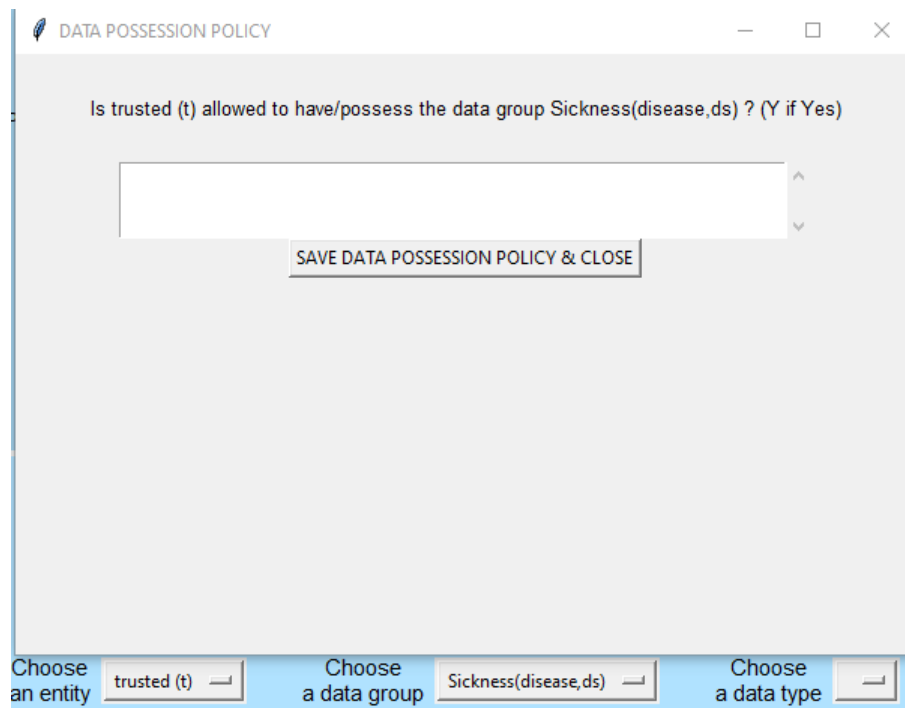 DATA POSSESSION POLICY
Is trusted (t) allowed to have/possess the data group Sickness(disease,ds) ? (Y if Yes)
SAVE DATA POSSESSION POLICY & CLOSE
Choose
an entity
trusted (t)
Choose
a data group
Sickness(disease,ds)
Choose
a data type